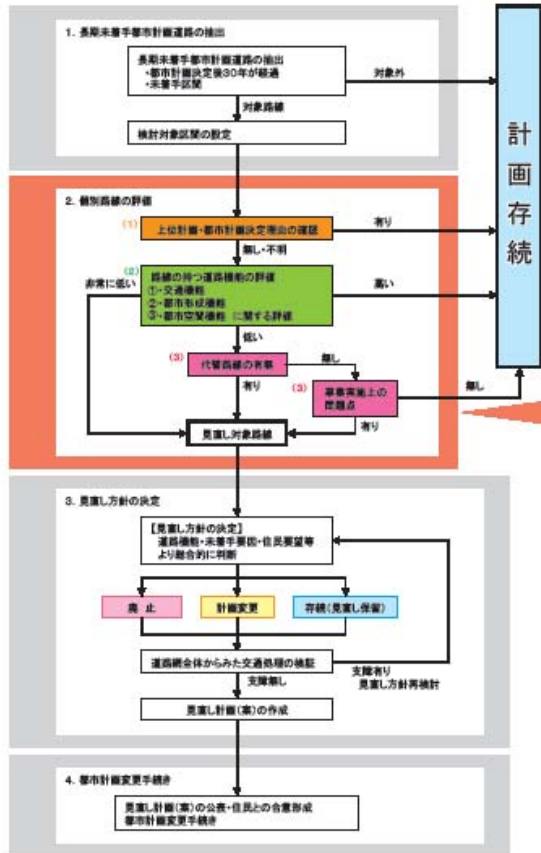 1. 長期未着手都市計画道路の抽出
長期未着手都市計画道路の抽出
・都市計画決定後30年が経過
・未着手区間
対象外
対象路線
検討対象区間の設定
計画存続
2. 個別路線の評価
(1)
上位計画・都市計画決定理由の確認
有り
無し・不明
(2)
路線の持つ道路機能の評価
①・交通機能
②・都市形成機能
③・都市空間機能 に関する評価
非常に低い
高い
低い
(3)
代替路線の有無
無し
有り
(3)
事業実施上の
問題点
無し
有り
見直し対象路線
3. 見直し方針の決定
【見直し方針の決定】
道路機能・未着手要因・住民要望等
より総合的に判断
廃 止
計画変更
存続(見直し保留)
道路網全体からみた交通処理の検証
支障有り
見直し方針再検討
支障無し
見直し計画(案)の作成
4. 都市計画変更手続き
見直し計画(案)の公表・住民との合意形成
都市計画変更手続き